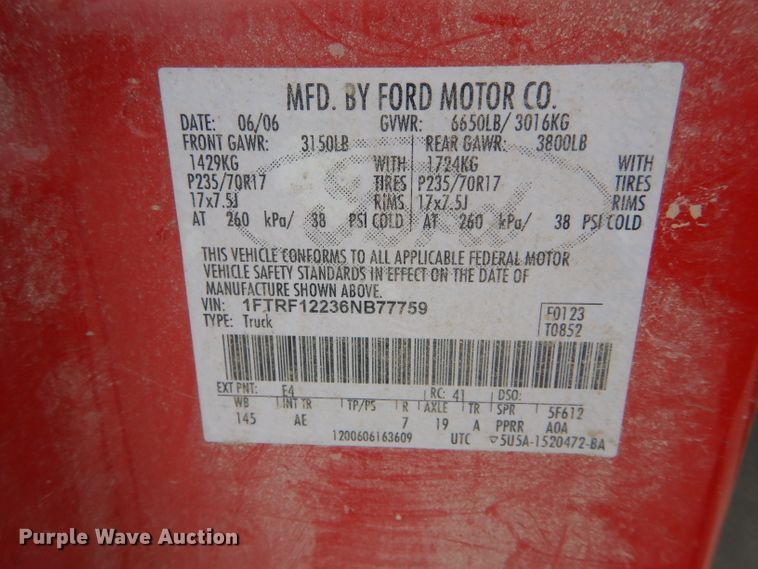 MFD. BY FORD MOTOR CO.
DATE: 06/06 GVWR: 6650LB/ 3016KG
FRONT GAWR: 3150LB REAR GAWR: 3800LB
1429KG WITH 1724KG WITH
P235/70R17 TIRES P235/70R17 TIRES
17x7.5J RIMS 17x7.5J RIMS
AT 260 kPa/ 38 PSI COLD AT 260 kPa/ 38 PSI COLD
Ford
THIS VEHICLE CONFORMS TO ALL APPLICABLE FEDERAL MOTOR
VEHICLE SAFETY STANDARDS IN EFFECT ON THE DATE OF
MANUFACTURE SHOWN ABOVE.
VIN: 1FTRF12236NB77759 F0123
TYPE: Truck T0852
EXT PNT: E4 RC: 41 DSO:
WB INT TR TP/PS R AXLE TR SPR 5F612
145 AE 7 19 A PPRR A0A
1200606163609 UTC ▽5U5A-1520472-BA
Purple Wave Auction